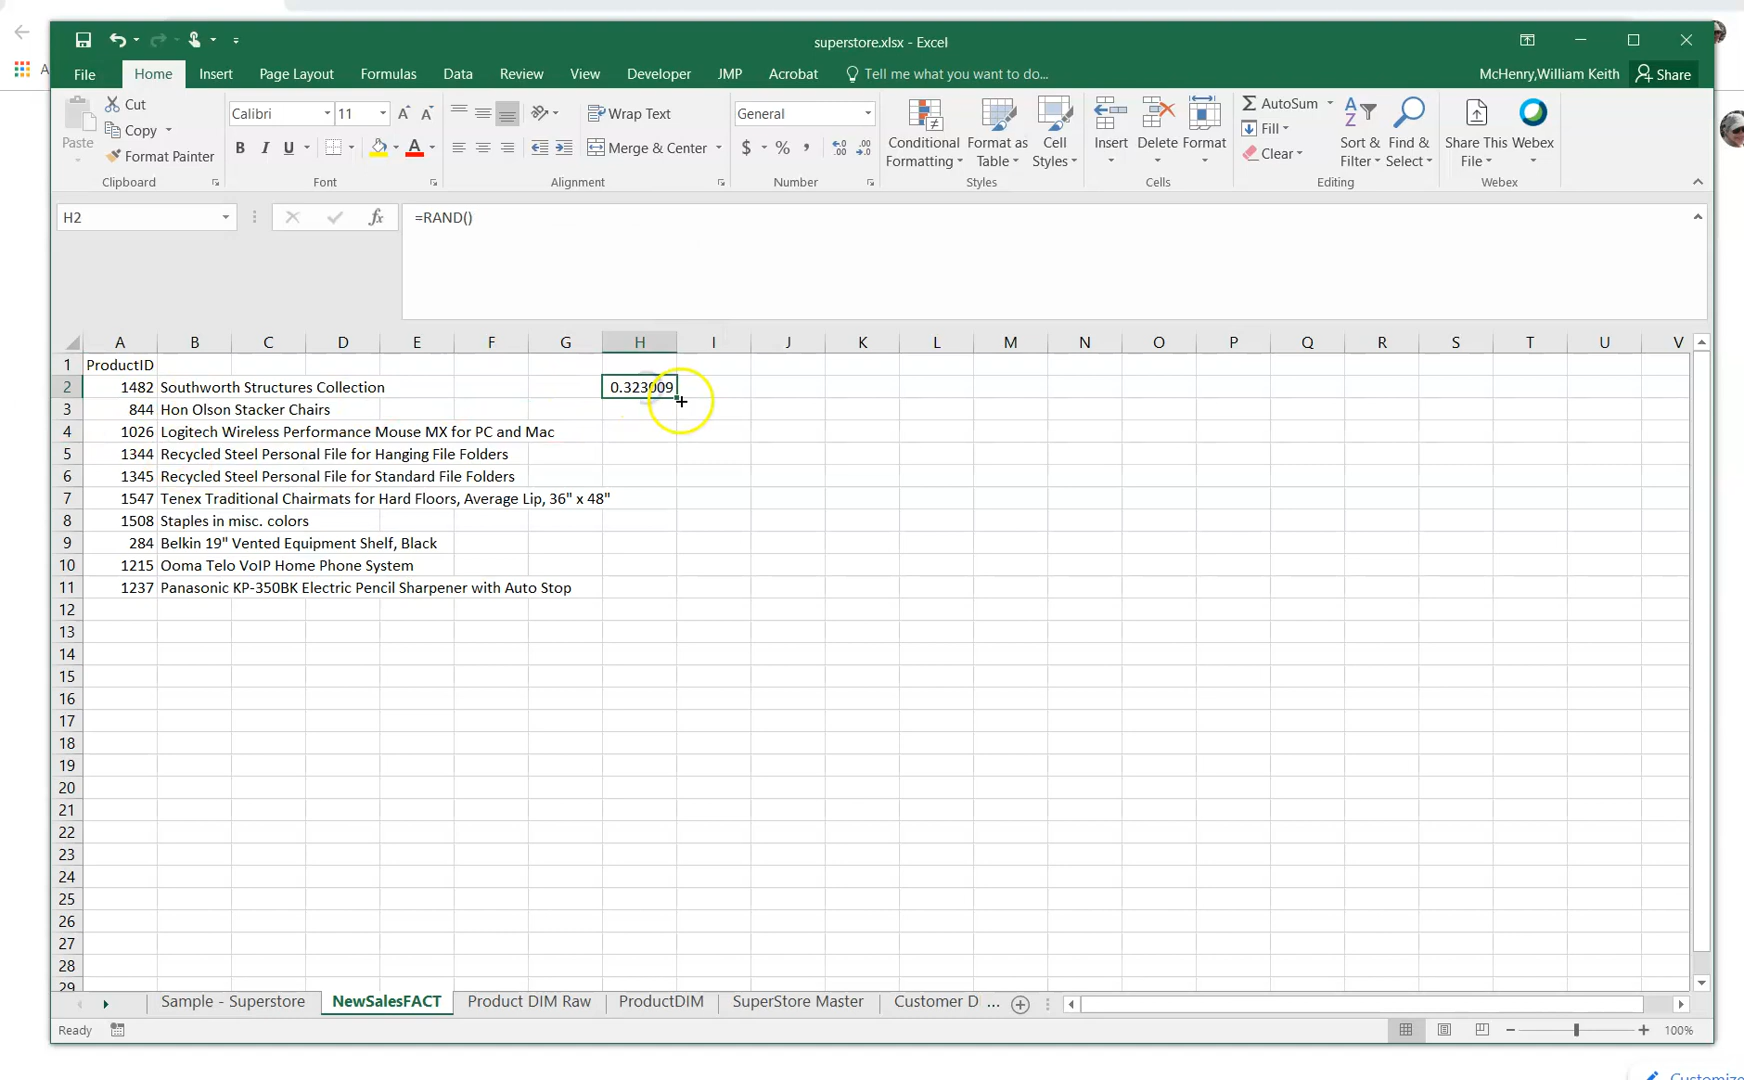 superstore.xlsx - Excel
File Home Insert Page Layout Formulas Data Review View Developer JMP Acrobat Tell me what you want to do... McHenry,William Keith Share
Paste
Cut
Copy
Format Painter
Clipboard
Calibri 11
B I U
Font
Wrap Text
Merge & Center
Alignment
General
$ % ,
Number
Conditional Formatting
Format as Table
Cell Styles
Styles
Insert Delete Format
Cells
AutoSum
Fill
Clear
Sort & Filter
Find & Select
Editing
Share This File
Webex
Webex
H2 fx =RAND()
A B C D E F G H I J K L M N O P Q R S T U V
1 ProductID
2 1482 Southworth Structures Collection 0.323009
3 844 Hon Olson Stacker Chairs
4 1026 Logitech Wireless Performance Mouse MX for PC and Mac
5 1344 Recycled Steel Personal File for Hanging File Folders
6 1345 Recycled Steel Personal File for Standard File Folders
7 1547 Tenex Traditional Chairmats for Hard Floors, Average Lip, 36" x 48"
8 1508 Staples in misc. colors
9 284 Belkin 19" Vented Equipment Shelf, Black
10 1215 Ooma Telo VoIP Home Phone System
11 1237 Panasonic KP-350BK Electric Pencil Sharpener with Auto Stop
12
13
14
15
16
17
18
19
20
21
22
23
24
25
26
27
28
29
Sample - Superstore NewSalesFACT Product DIM Raw ProductDIM SuperStore Master Customer D ...
Ready 100%